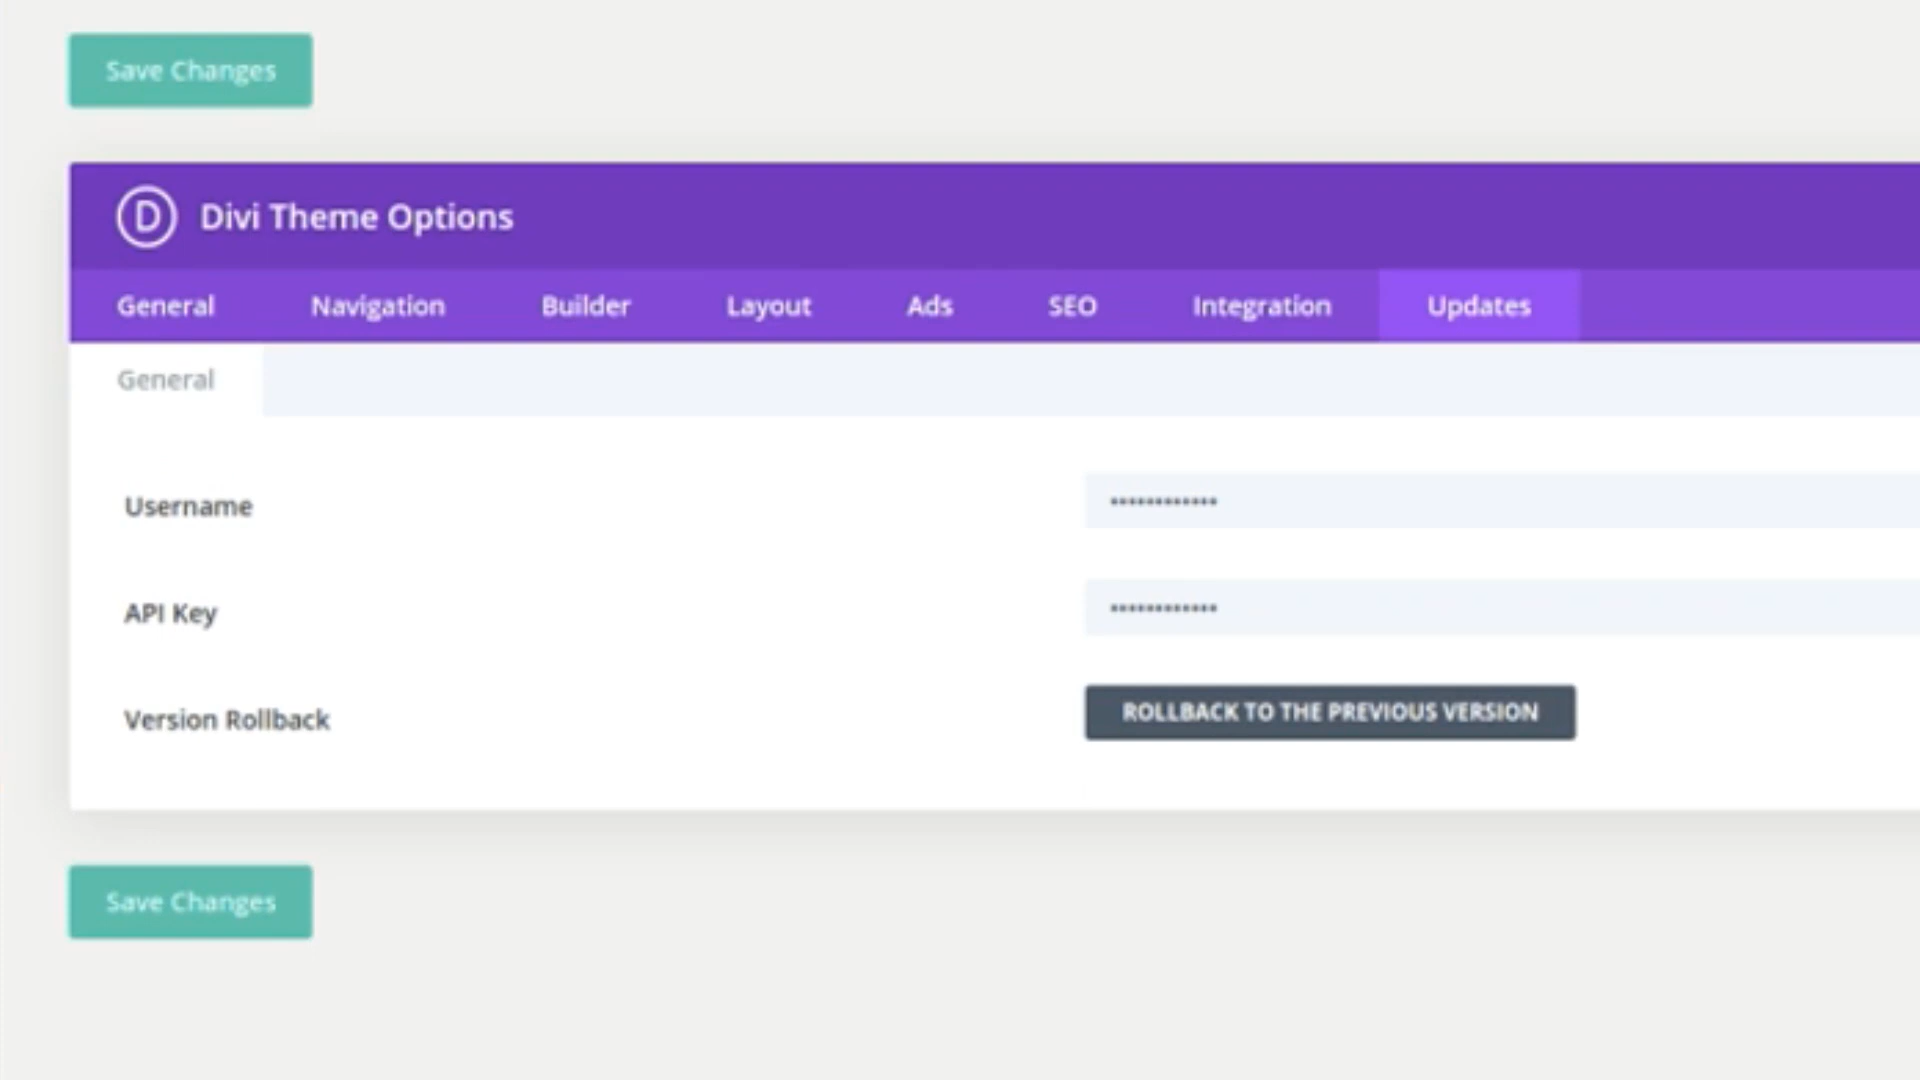 Save Changes
D Divi Theme Options
General Navigation Builder Layout Ads SEO Integration Updates
General
Username ••••••••••••
API Key ••••••••••••
Version Rollback ROLLBACK TO THE PREVIOUS VERSION
Save Changes